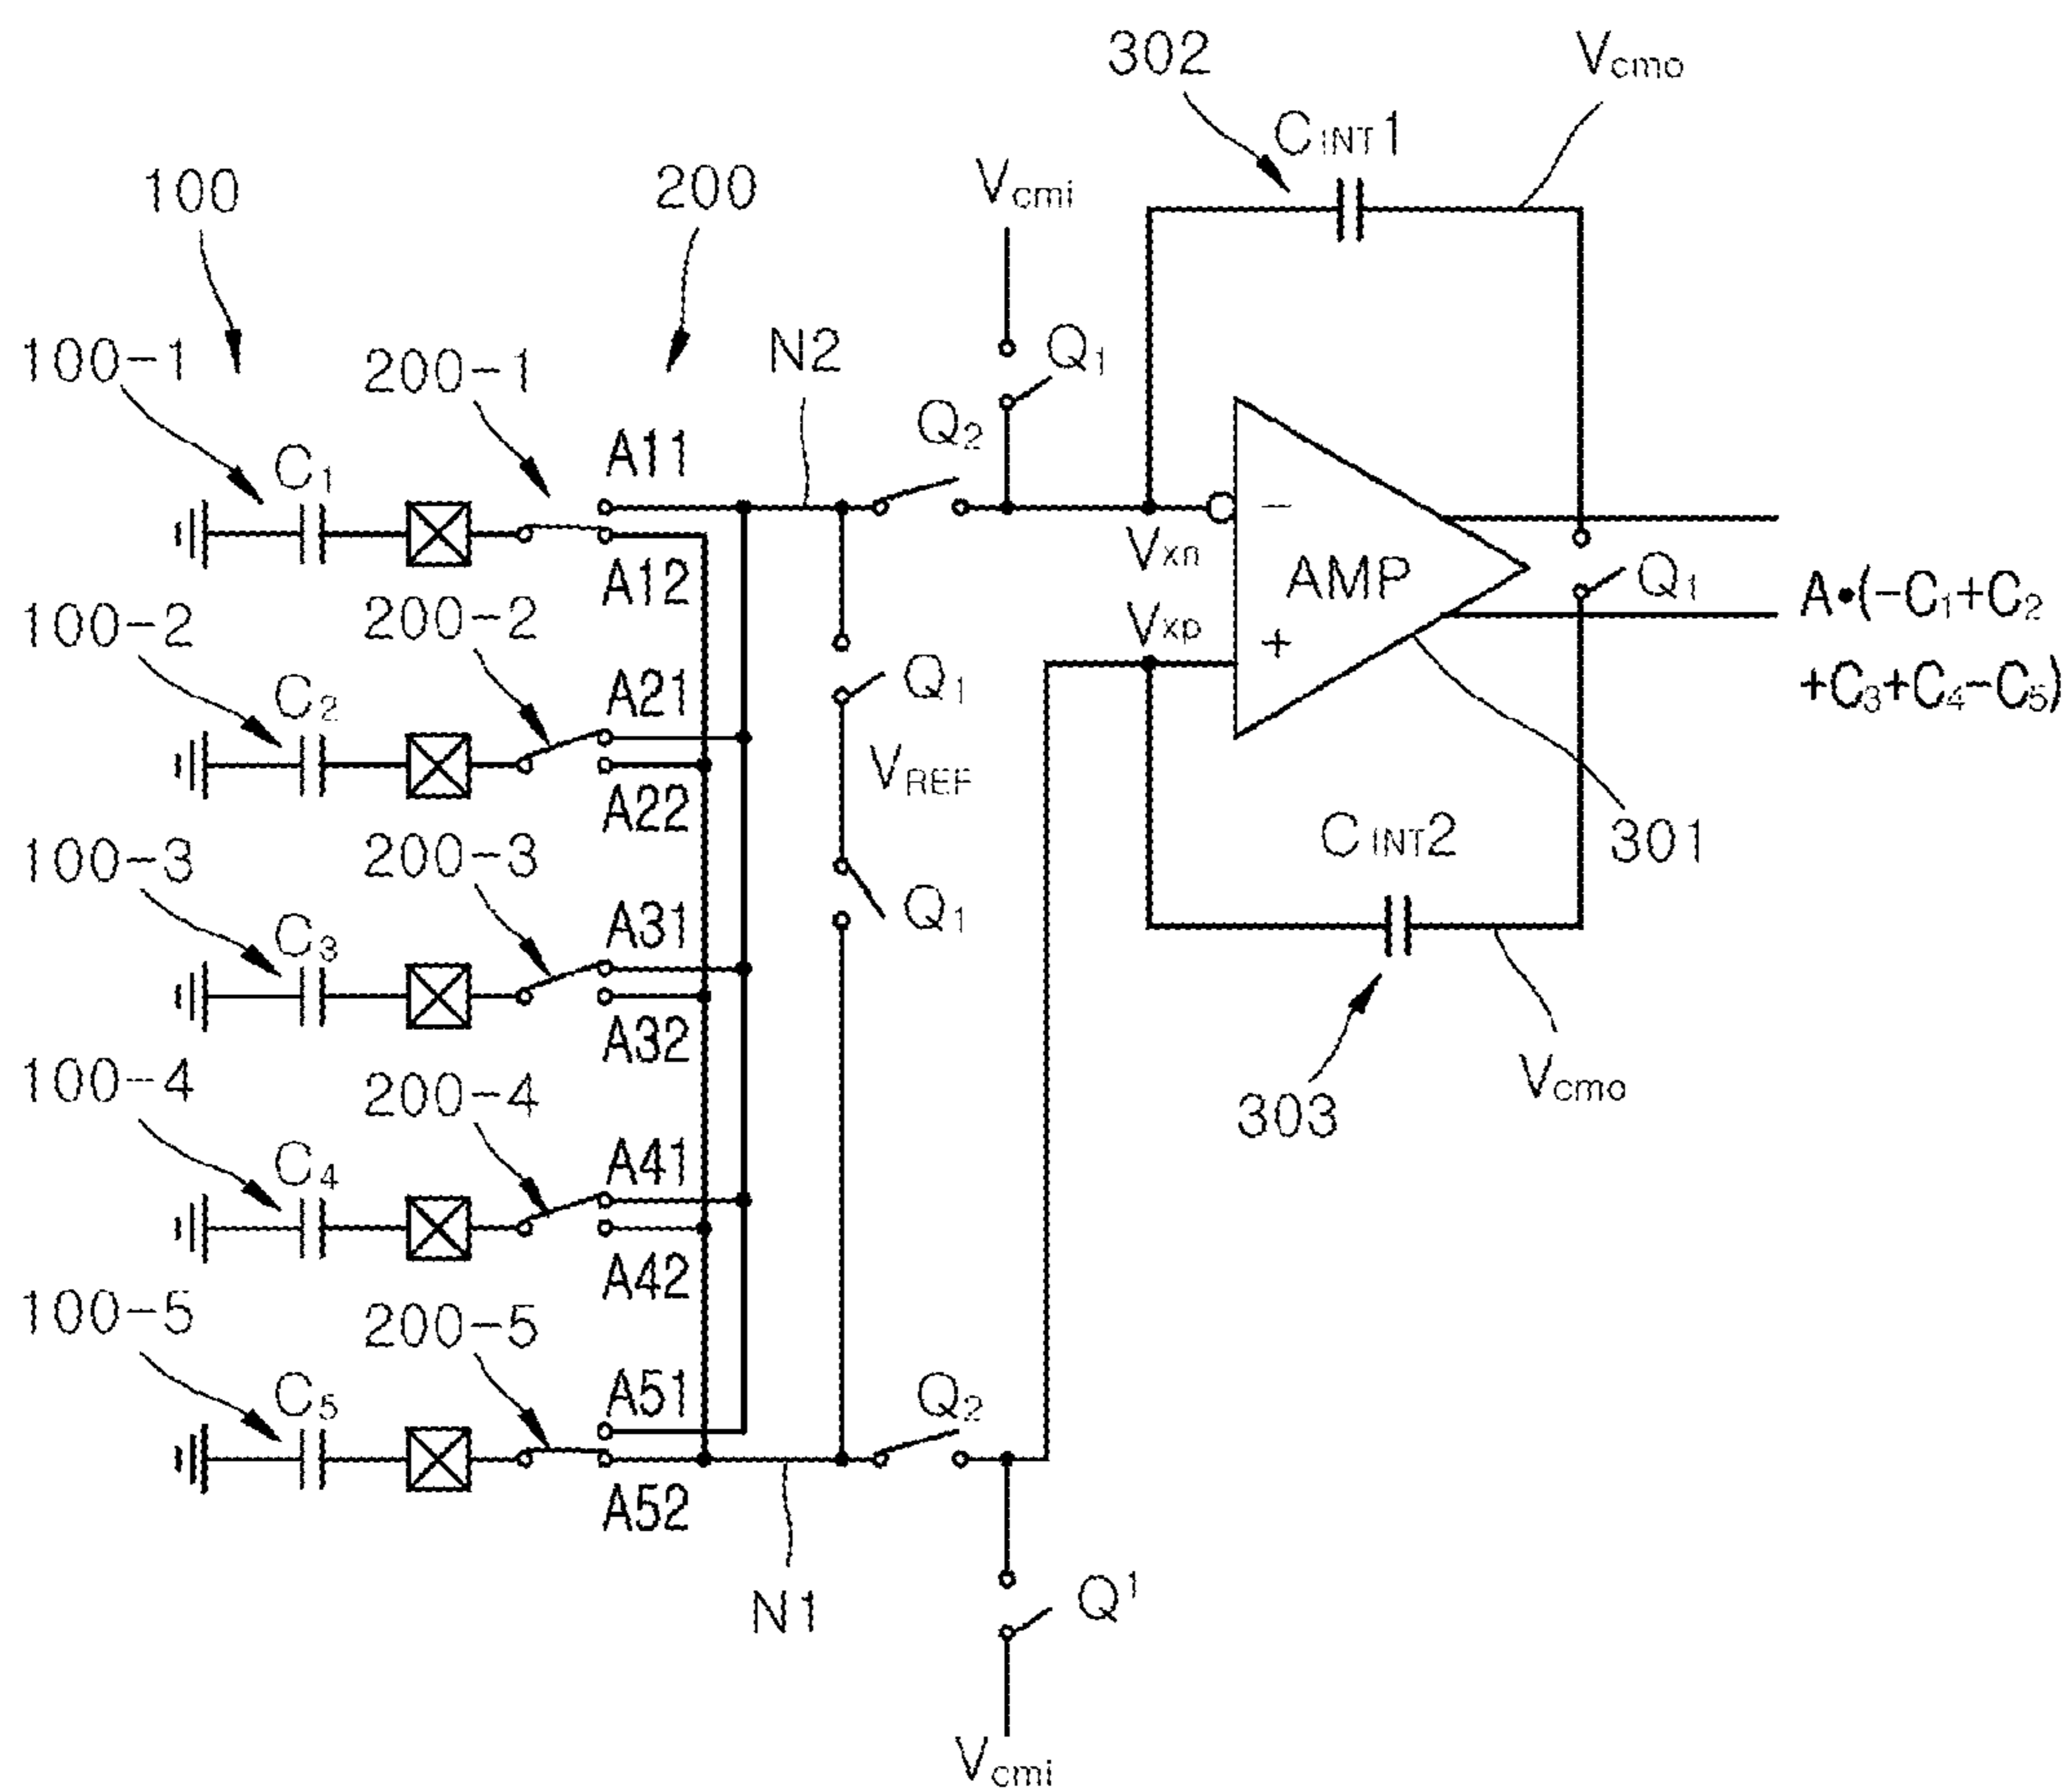 302
Vcmo
CINT1
100
200
Vcmi
100-1
200-1
N2
Q1
A11
Q2
C1
A12
Vxn
AMP
−
+
Q1
100-2
200-2
Vxp
A•(-C1+C2
+C3+C4-C5)
C2
A21
Q1
VREF
A22
CINT2
301
100-3
200-3
Q1
C3
A31
A32
100-4
200-4
Vcmo
303
C4
A41
A42
100-5
200-5
C5
A51
Q2
A52
N1
Q1
Vcmi